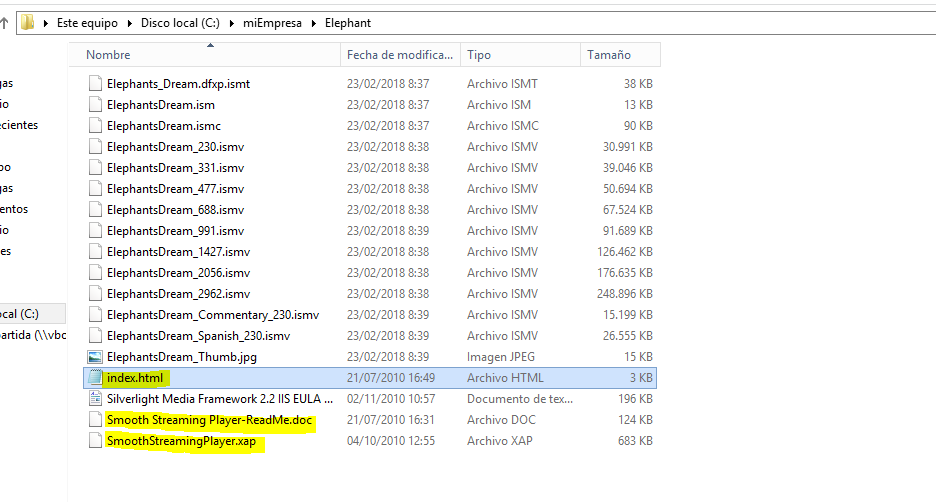 Este equipo Disco local (C:) miEmpresa Elephant
Nombre Fecha de modifica... Tipo Tamaño
Elephants_Dream.dfxp.ismt 23/02/2018 8:37 Archivo ISMT 38 KB
gas
ElephantsDream.ism 23/02/2018 8:37 Archivo ISM 13 KB
io
ElephantsDream.ismc 23/02/2018 8:37 Archivo ISMC 90 KB
ecientes
ElephantsDream_230.ismv 23/02/2018 8:38 Archivo ISMV 30.991 KB
ElephantsDream_331.ismv 23/02/2018 8:38 Archivo ISMV 39.046 KB
po
ElephantsDream_477.ismv 23/02/2018 8:38 Archivo ISMV 50.694 KB
gas
ElephantsDream_688.ismv 23/02/2018 8:38 Archivo ISMV 67.524 KB
entos
ElephantsDream_991.ismv 23/02/2018 8:38 Archivo ISMV 91.689 KB
io
ElephantsDream_1427.ismv 23/02/2018 8:38 Archivo ISMV 126.462 KB
es
ElephantsDream_2056.ismv 23/02/2018 8:38 Archivo ISMV 176.635 KB
ElephantsDream_2962.ismv 23/02/2018 8:38 Archivo ISMV 248.896 KB
ElephantsDream_Commentary_230.ismv 23/02/2018 8:39 Archivo ISMV 15.199 KB
ocal (C:)
ElephantsDream_Spanish_230.ismv 23/02/2018 8:39 Archivo ISMV 26.555 KB
artida (\\vbc
ElephantsDream_Thumb.jpg 23/02/2018 8:39 Imagen JPEG 15 KB
index.html 21/07/2010 16:49 Archivo HTML 3 KB
Silverlight Media Framework 2.2 IIS EULA ... 02/11/2010 10:57 Documento de tex... 196 KB
Smooth Streaming Player-ReadMe.doc 21/07/2010 16:31 Archivo DOC 124 KB
SmoothStreamingPlayer.xap 04/10/2010 12:55 Archivo XAP 683 KB